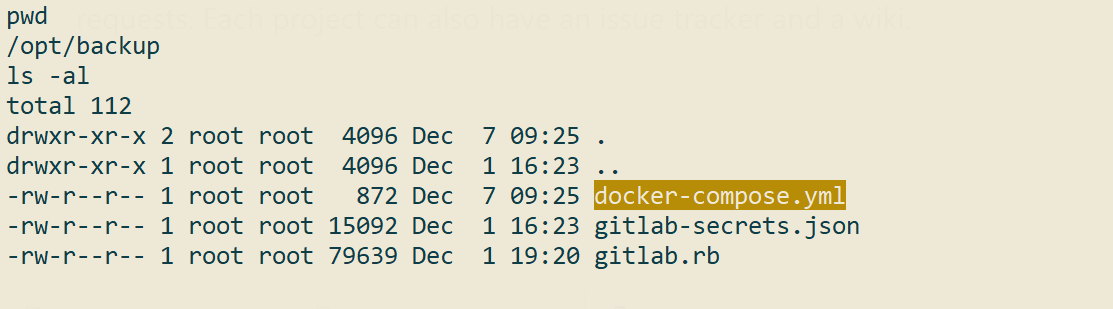 requests. Each project can also have an issue tracker and a wiki
pwd
/opt/backup
ls -al
total 112
drwxr-xr-x 2 root root  4096 Dec  7 09:25 .
drwxr-xr-x 1 root root  4096 Dec  1 16:23 ..
-rw-r--r-- 1 root root   872 Dec  7 09:25 docker-compose.yml
-rw-r--r-- 1 root root 15092 Dec  1 16:23 gitlab-secrets.json
-rw-r--r-- 1 root root 79639 Dec  1 19:20 gitlab.rb